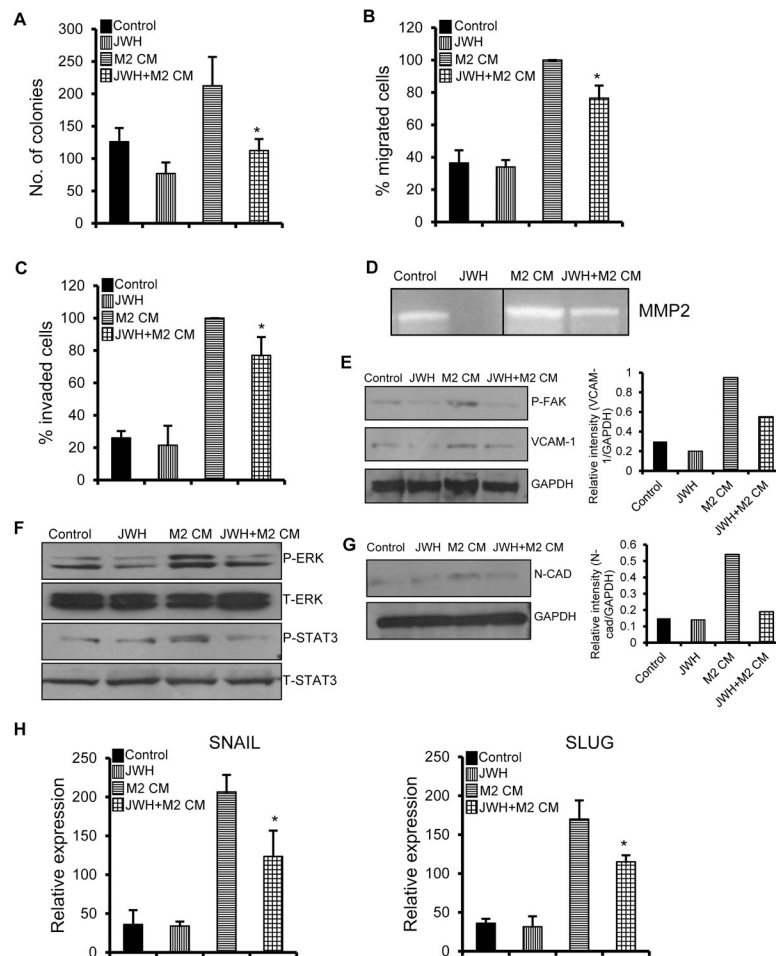 A
Control
JWH
M2 CM
JWH+M2 CM
No. of colonies
300
250
200
150
100
50
0
*
B
Control
JWH
M2 CM
JWH+M2 CM
% migrated cells
120
100
80
60
40
20
0
*
C
Control
JWH
M2 CM
JWH+M2 CM
% invaded cells
120
100
80
60
40
20
0
*
D
Control JWH M2 CM JWH+M2 CM
MMP2
E
Control JWH M2 CM JWH+M2 CM
P-FAK
VCAM-1
GAPDH
Relative intensity (VCAM-
1/GAPDH)
1
0.8
0.6
0.4
0.2
0
Control JWH M2 CM JWH+M2 CM
F
Control JWH M2 CM JWH+M2 CM
P-ERK
T-ERK
P-STAT3
T-STAT3
G
Control JWH M2 CM JWH+M2 CM
N-CAD
GAPDH
Relative intensity (N-
cad/GAPDH)
0.6
0.5
0.4
0.3
0.2
0.1
0
Control JWH M2 CM JWH+M2 CM
H
SNAIL
Control
JWH
M2 CM
JWH+M2 CM
Relative expression
250
200
150
100
50
0
*
SLUG
Control
JWH
M2 CM
JWH+M2 CM
Relative expression
250
200
150
100
50
0
*